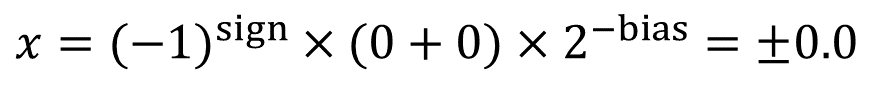 x = (−1)^sign × (0 + 0) × 2^−bias = ±0.0